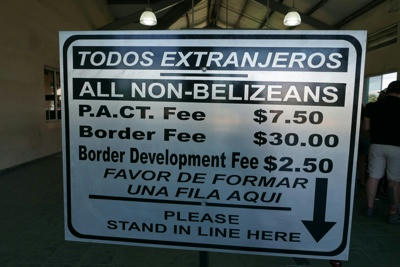 TODOS EXTRANJEROS
ALL NON-BELIZEANS
P.A.CT. Fee $7.50
Border Fee $30.00
Border Development Fee $2.50
FAVOR DE FORMAR
UNA FILA AQUI
PLEASE
STAND IN LINE HERE